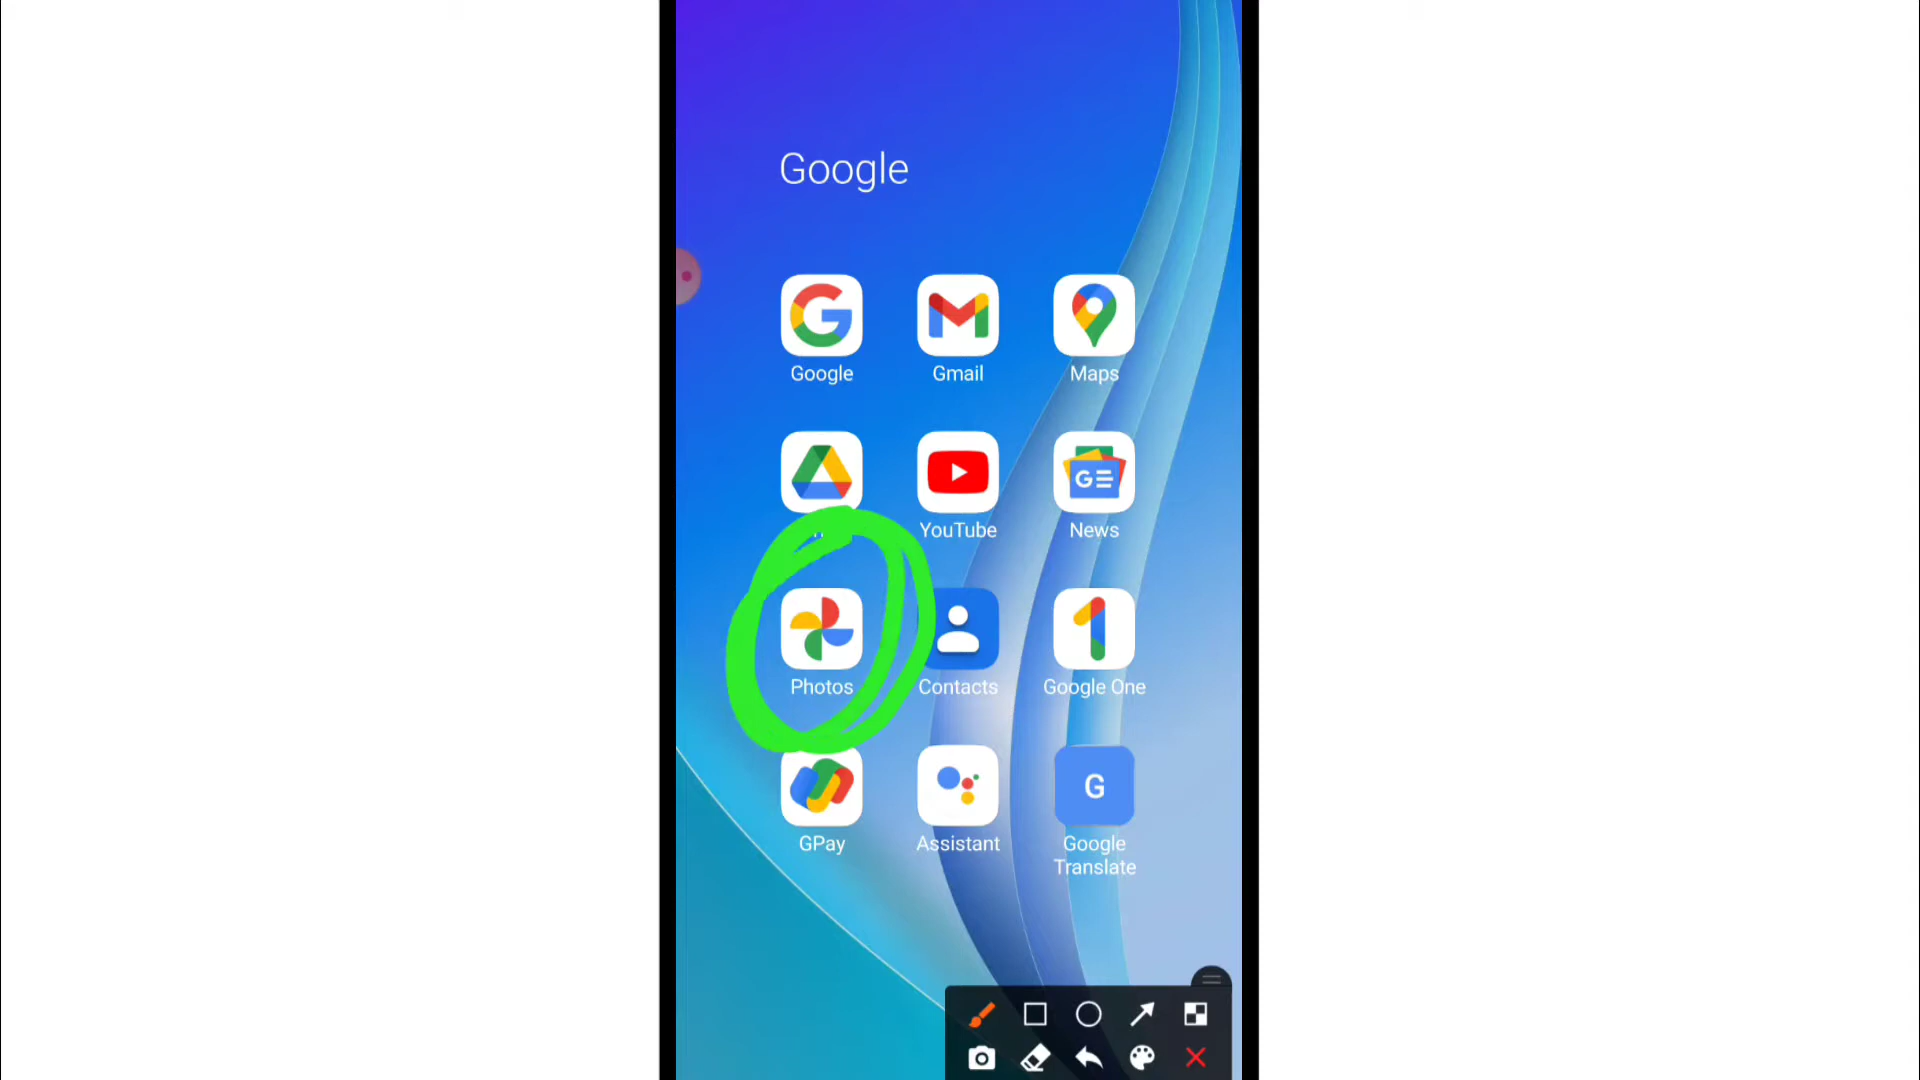 Google
Google Gmail Maps
YouTube News
Photos Contacts Google One
GPay Assistant Google
Translate